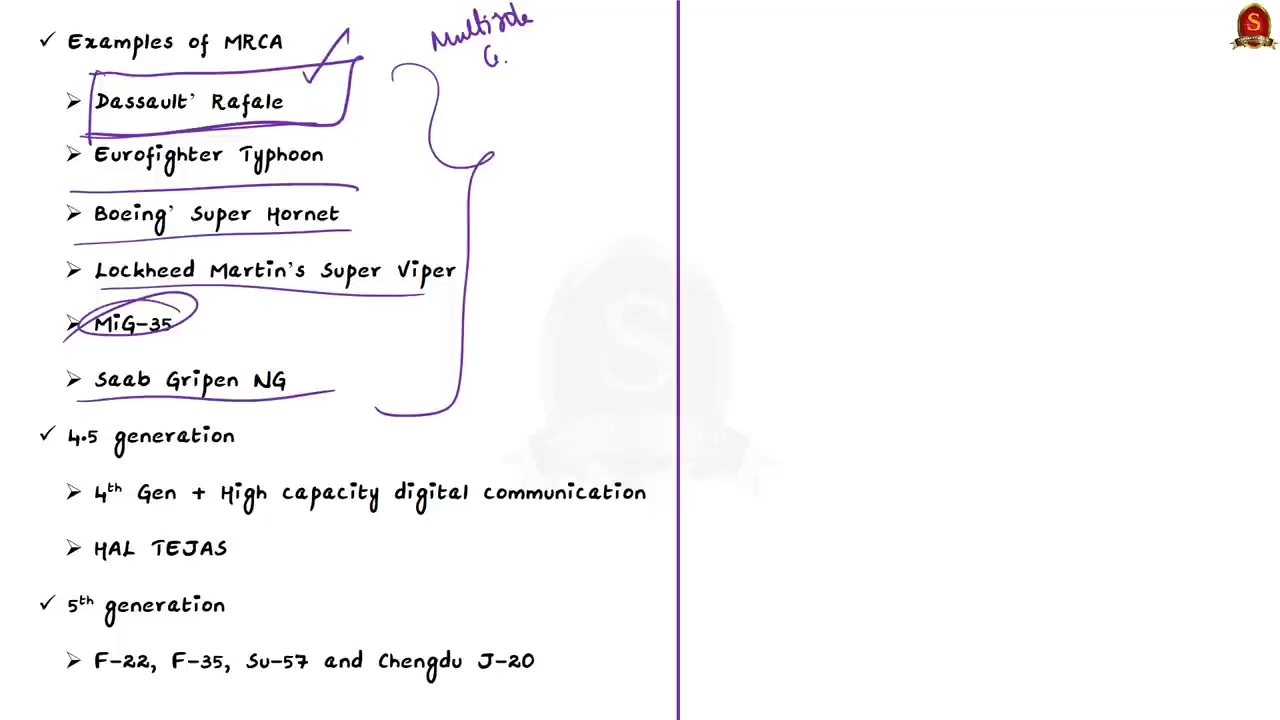 ✓ Examples of MRCA
Multirole
➤ Dassault' Rafale
➤ Eurofighter Typhoon
➤ Boeing' Super Hornet
➤ Lockheed Martin's Super Viper
➤ MiG-35
➤ Saab Gripen NG
✓ 4.5 generation
➤ 4th Gen + High capacity digital communication
➤ HAL TEJAS
✓ 5th generation
➤ F-22, F-35, Su-57 and Chengdu J-20
S
S